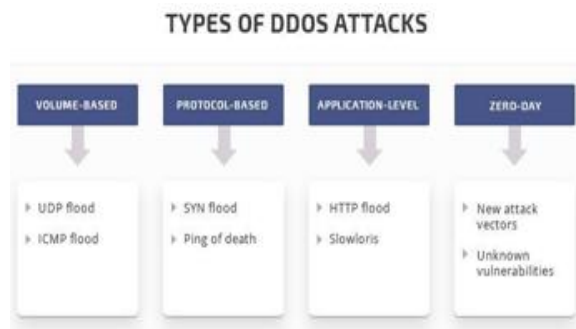 TYPES OF DDOS ATTACKS
VOLUME-BASED
UDP flood
ICMP flood
PROTOCOL-BASED
SYN flood
Ping of death
APPLICATION-LEVEL
HTTP flood
Slowloris
ZERO-DAY
New attack
vectors
Unknown
vulnerabilities